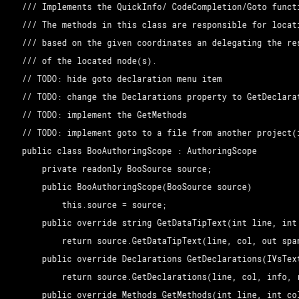 /// Implements the QuickInfo/ CodeCompletion/Goto functi
/// The methods in this class are responsible for locati
/// based on the given coordinates an delegating the res
/// of the located node(s).
// TODO: hide goto declaration menu item
// TODO: change the Declarations property to GetDeclarat
// TODO: implement the GetMethods
// TODO: implement goto to a file from another project(i
public class BooAuthoringScope : AuthoringScope
private readonly BooSource source;
public BooAuthoringScope(BooSource source)
this.source = source;
public override string GetDataTipText(int line, int
return source.GetDataTipText(line, col, out span
public override Declarations GetDeclarations(IVsText
return source.GetDeclarations(line, col, info, r
public override Methods GetMethods(int line, int col